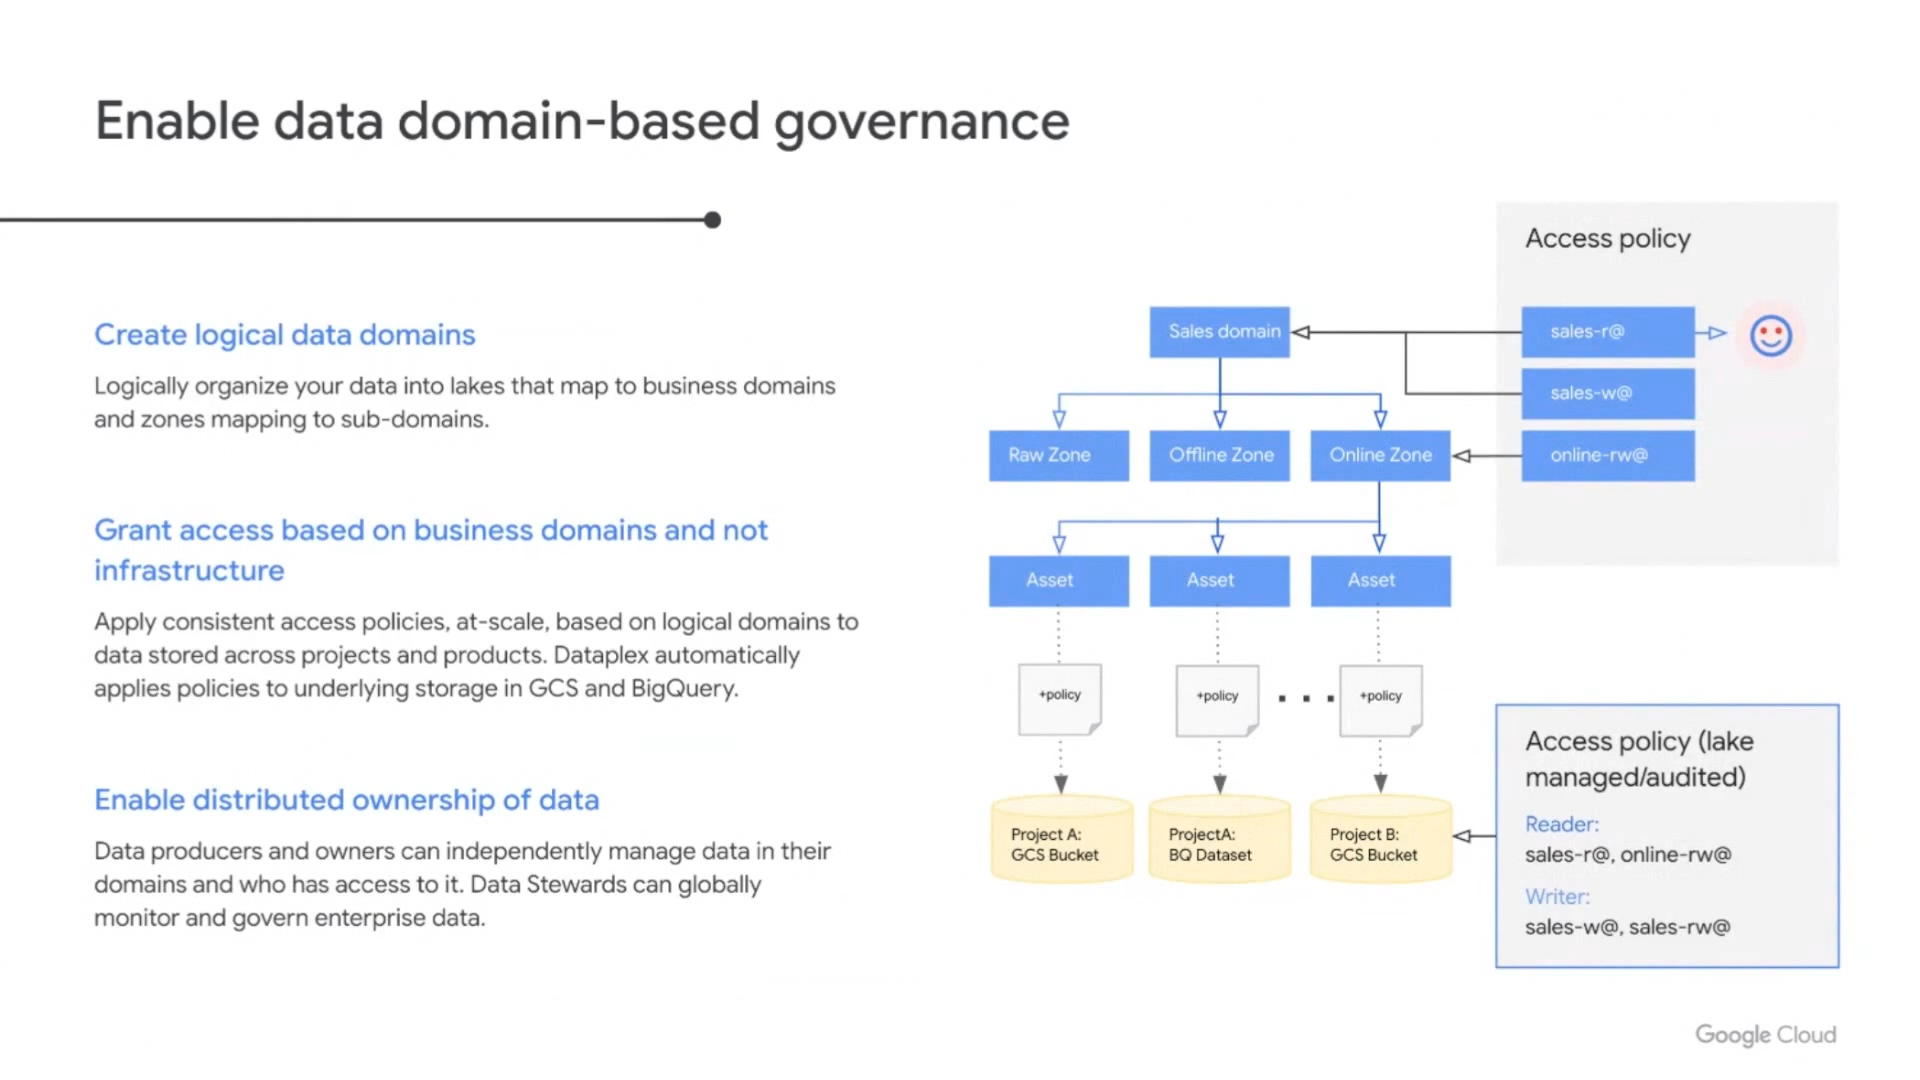 Enable data domain-based governance
Create logical data domains
Logically organize your data into lakes that map to business domains
and zones mapping to sub-domains.
Grant access based on business domains and not
infrastructure
Apply consistent access policies, at-scale, based on logical domains to
data stored across projects and products. Dataplex automatically
applies policies to underlying storage in GCS and BigQuery.
Enable distributed ownership of data
Data producers and owners can independently manage data in their
domains and who has access to it. Data Stewards can globally
monitor and govern enterprise data.
Sales domain
Raw Zone
Offline Zone
Online Zone
Asset
Asset
Asset
+policy
+policy
+policy
Project A:
GCS Bucket
ProjectA:
BQ Dataset
Project B:
GCS Bucket
Access policy
sales-r@
sales-w@
online-rw@
Access policy (lake
managed/audited)
Reader:
sales-r@, online-rw@
Writer:
sales-w@, sales-rw@
Google Cloud